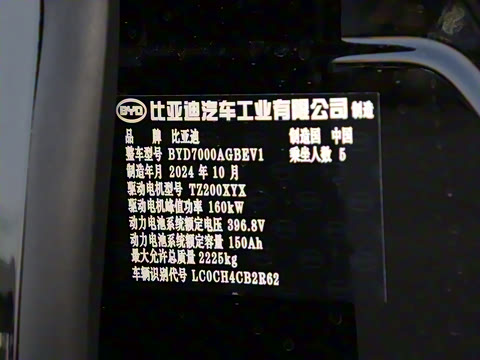 BYD 比亚迪汽车工业有限公司 制造
品 牌 比亚迪 制造国 中国
整车型号 BYD7000AGBEV1 乘坐人数 5
制造年月 2024 年 10 月
驱动电机型号 TZ200XYX
驱动电机峰值功率 160kW
动力电池系统额定电压 396.8V
动力电池系统额定容量 150Ah
最大允许总质量 2225kg
车辆识别代号 LC0CH4CB2R62